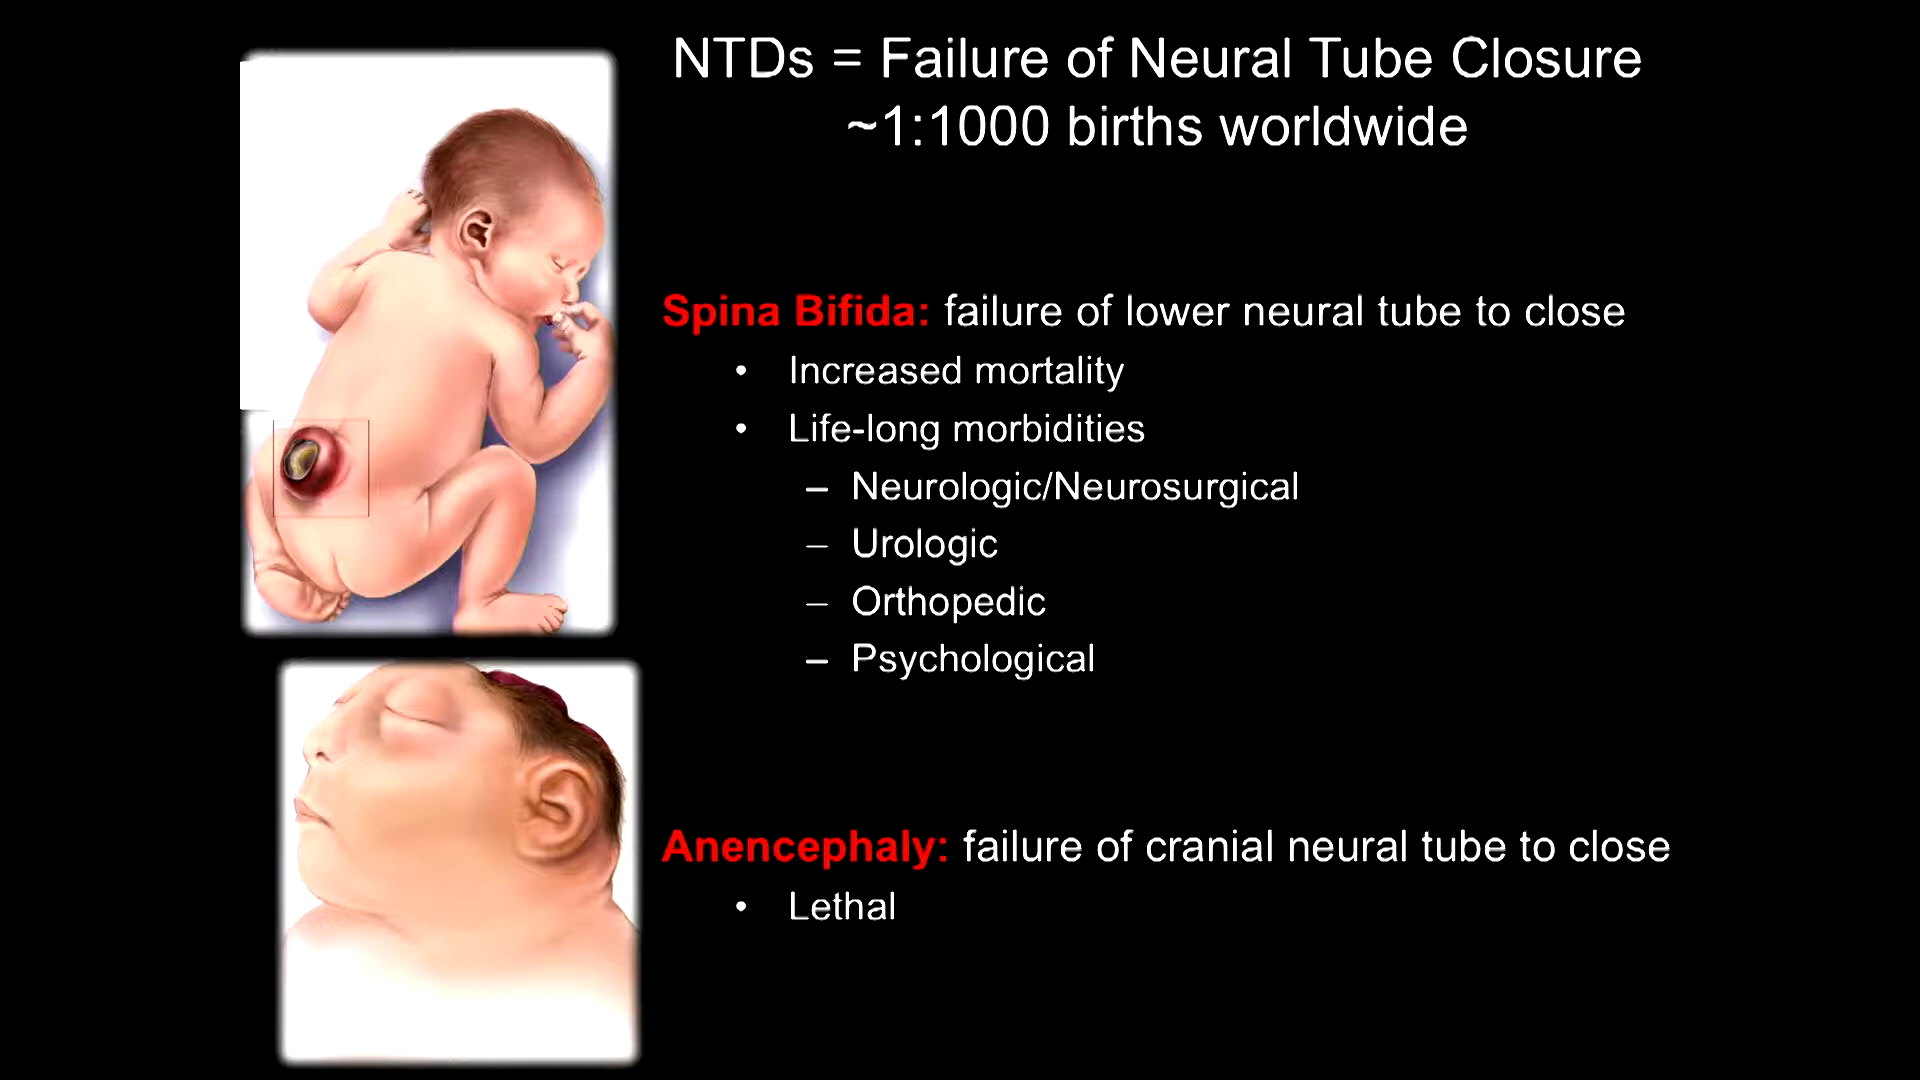 NTDs = Failure of Neural Tube Closure
~1:1000 births worldwide
Spina Bifida: failure of lower neural tube to close
• Increased mortality
• Life-long morbidities
– Neurologic/Neurosurgical
– Urologic
– Orthopedic
– Psychological
Anencephaly: failure of cranial neural tube to close
• Lethal